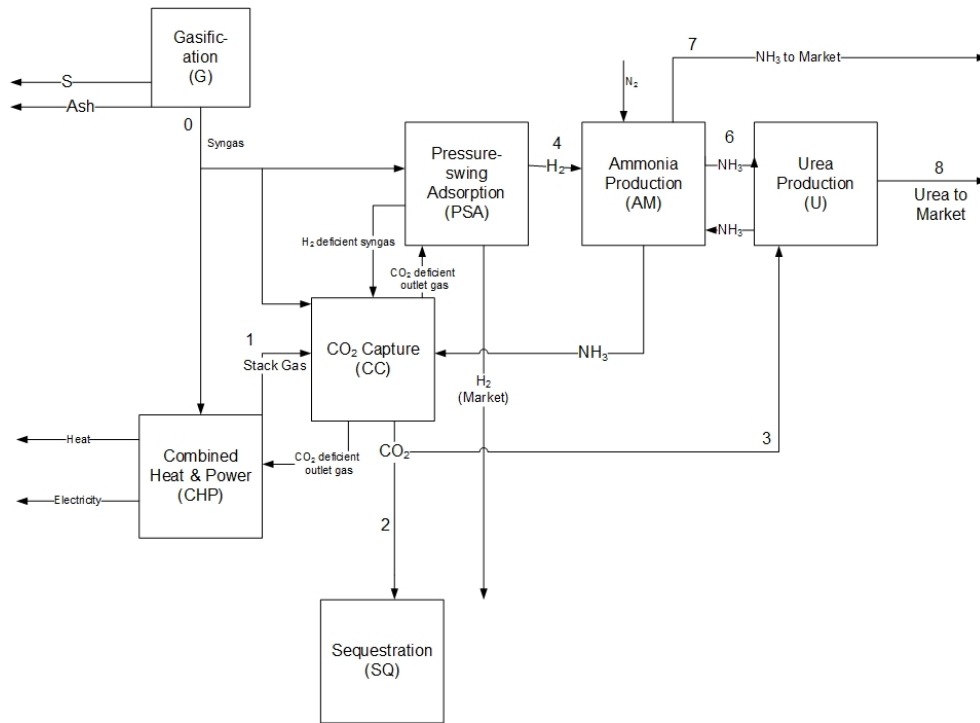 Gasific-
ation
(G)
S
Ash
0
Syngas
7
NH₃ to Market
N₂
Pressure-
swing
Adsorption
(PSA)
4
H₂
Ammonia
Production
(AM)
6
NH₃
NH₃
Urea
Production
(U)
8
Urea to
Market
H₂ deficient syngas
CO₂ deficient
outlet gas
1
Stack Gas
CO₂ Capture
(CC)
NH₃
H₂
(Market)
3
Heat
Electricity
Combined
Heat & Power
(CHP)
CO₂ deficient
outlet gas
CO₂
2
Sequestration
(SQ)